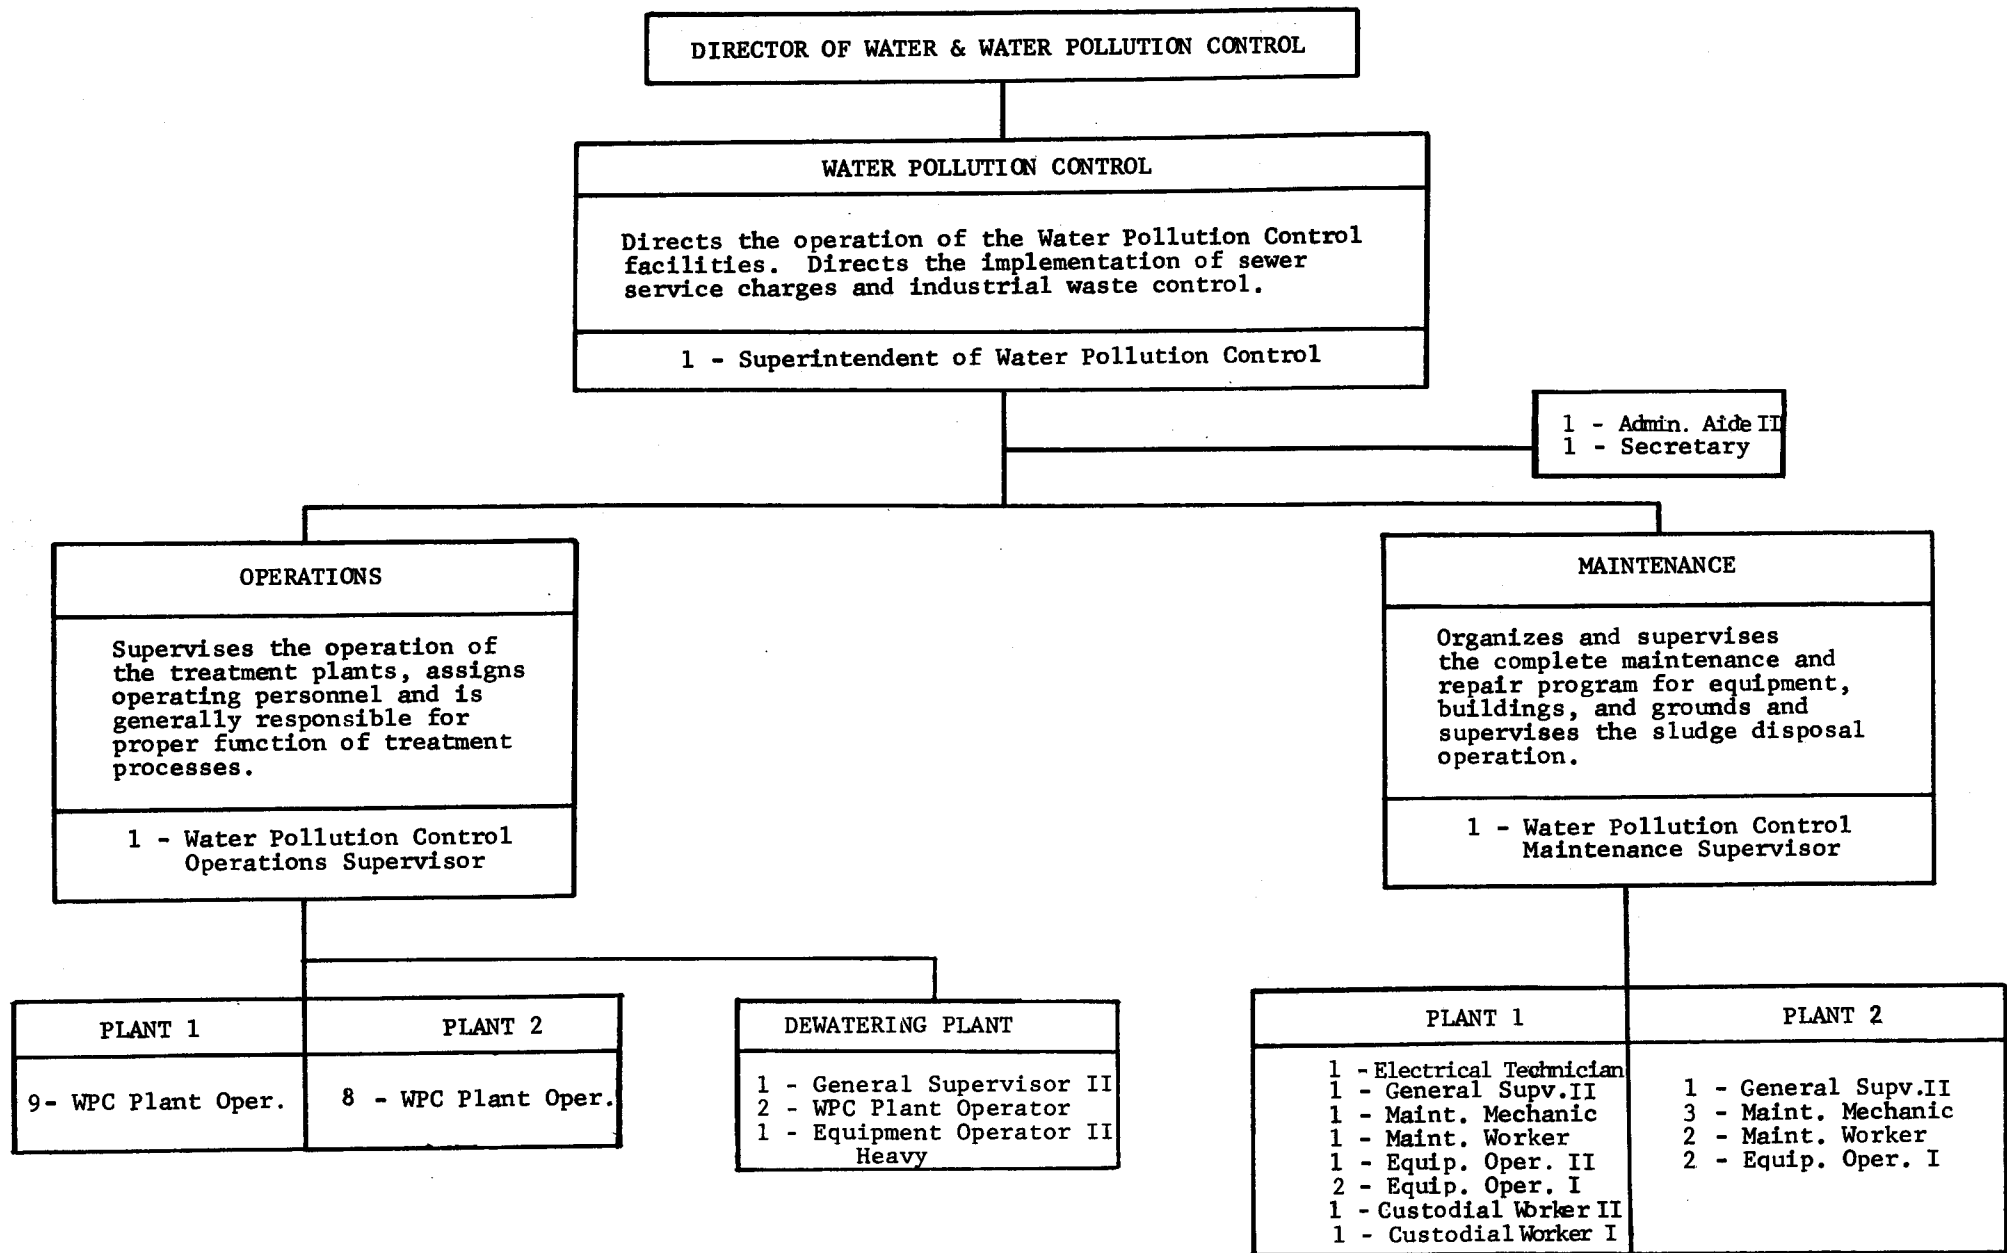 DIRECTOR OF WATER & WATER POLLUTION CONTROL
WATER POLLUTION CONTROL
Directs the operation of the Water Pollution Control
facilities. Directs the implementation of sewer
service charges and industrial waste control.
1 - Superintendent of Water Pollution Control
1 - Admin. Aide II
1 - Secretary
OPERATIONS
Supervises the operation of
the treatment plants, assigns
operating personnel and is
generally responsible for
proper function of treatment
processes.
1 - Water Pollution Control
Operations Supervisor
MAINTENANCE
Organizes and supervises
the complete maintenance and
repair program for equipment,
buildings, and grounds and
supervises the sludge disposal
operation.
1 - Water Pollution Control
Maintenance Supervisor
PLANT 1
9- WPC Plant Oper.
PLANT 2
8 - WPC Plant Oper.
DEWATERING PLANT
1 - General Supervisor II
2 - WPC Plant Operator
1 - Equipment Operator II
Heavy
PLANT 1
1 - Electrical Technician
1 - General Supv.II
1 - Maint. Mechanic
1 - Maint. Worker
1 - Equip. Oper. II
2 - Equip. Oper. I
1 - Custodial Worker II
1 - Custodial Worker I
PLANT 2
1 - General Supv.II
3 - Maint. Mechanic
2 - Maint. Worker
2 - Equip. Oper. I